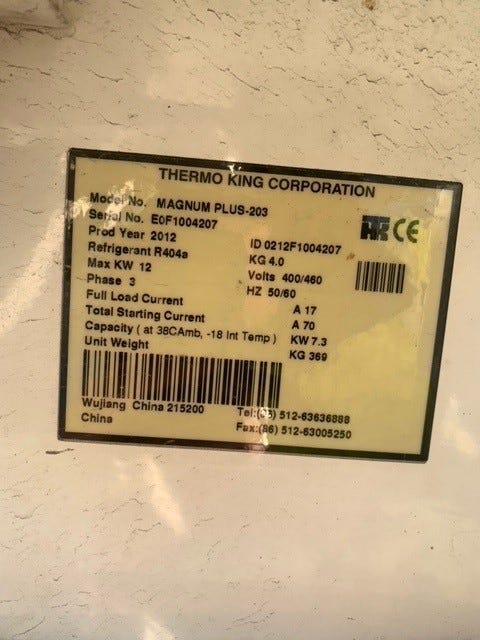 THERMO KING CORPORATION
Model No. MAGNUM PLUS-203
Serial No. E0F1004207
Prod Year 2012 ID 0212F1004207
Refrigerant R404a KG 4.0
Max KW 12 Volts 400/460
Phase 3 HZ 50/60
Full Load Current A 17
Total Starting Current A 70
Capacity ( at 38CAmb, -18 Int Temp ) KW 7.3
Unit Weight KG 369
TK CE
Wujiang China 215200 Tel:(86) 512-63636888
China Fax:(86) 512-63005250